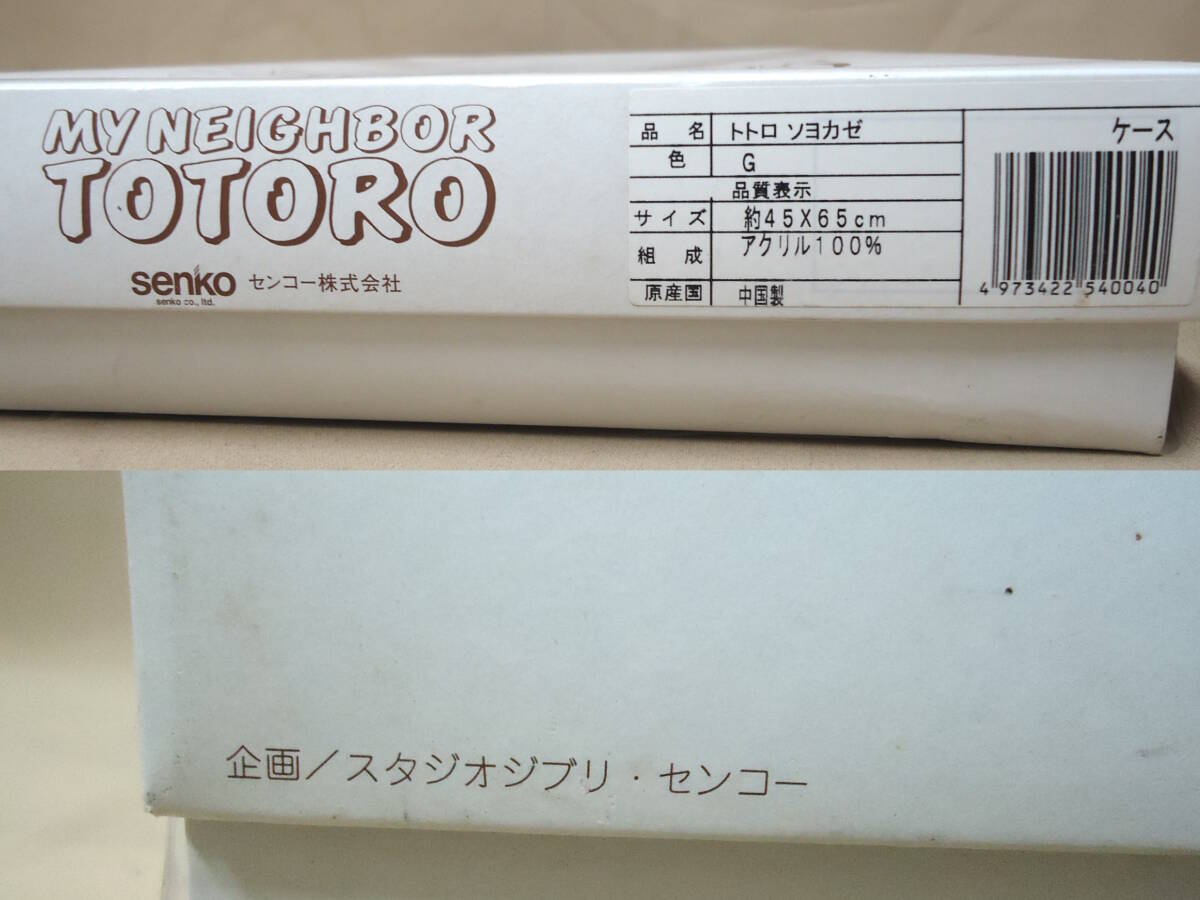 MY NEIGHBOR
TOTORO
senko センコー株式会社
senko co., ltd.
品 名 トトロ ソヨカゼ
色 G
品質表示
サイズ 約45X65cm
組 成 アクリル100%
原産国 中国製
ケース
4 973422 540040
企画/スタジオジブリ・センコー